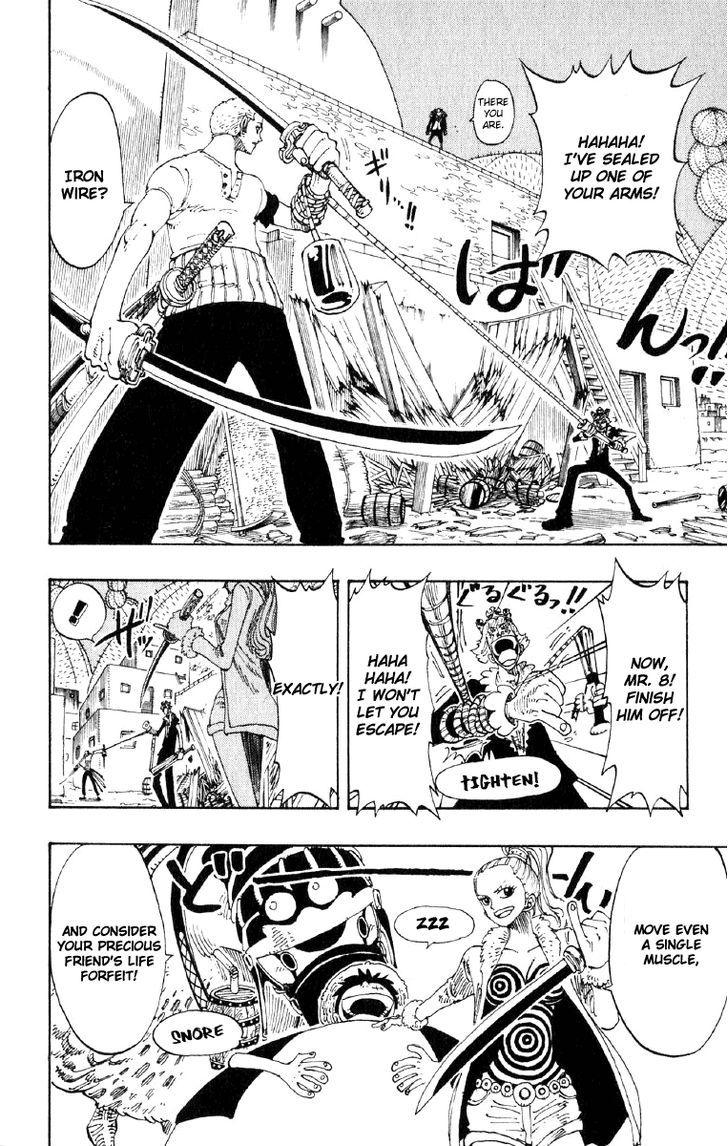 HAHAHA!
I'VE SEALED
UP ONE OF
YOUR ARMS!
THERE
YOU
ARE.
IRON
WIRE?
ばんっ!!
NOW,
MR. 8!
FINISH
HIM OFF!
ぐるぐるっ!!
TIGHTEN!
HAHA
HAHA!
I WON'T
LET YOU
ESCAPE!
EXACTLY!
!
MOVE EVEN
A SINGLE
MUSCLE,
ZZZ
SNORE
AND CONSIDER
YOUR PRECIOUS
FRIEND'S LIFE
FORFEIT!